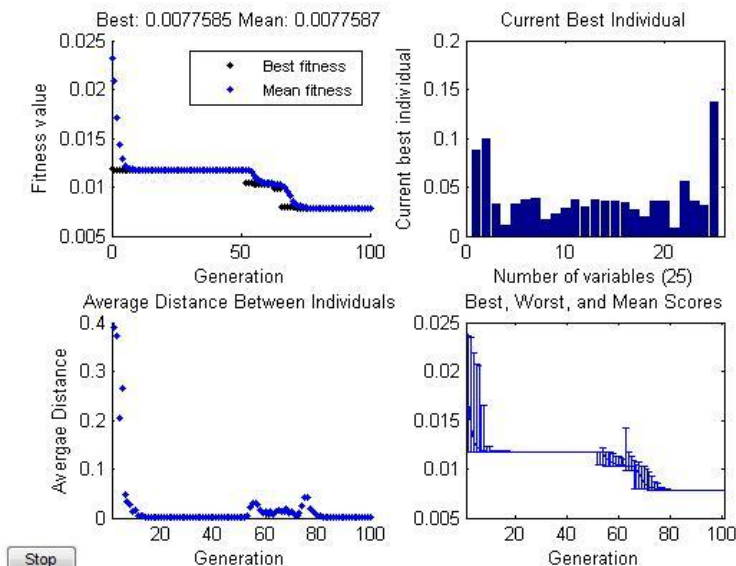 Best: 0.0077585 Mean: 0.0077587
0.025
0.02
0.015
0.01
0.005
Fitness value
Best fitness
Mean fitness
0
50
100
Generation
Current Best Individual
0.2
0.15
0.1
0.05
0
Current best individual
0
10
20
Number of variables (25)
Average Distance Between Individuals
0.4
0.3
0.2
0.1
0
Avergae Distance
0
20
40
60
80
100
Generation
Best, Worst, and Mean Scores
0.025
0.02
0.015
0.01
0.005
20
40
60
80
100
Generation
Stop